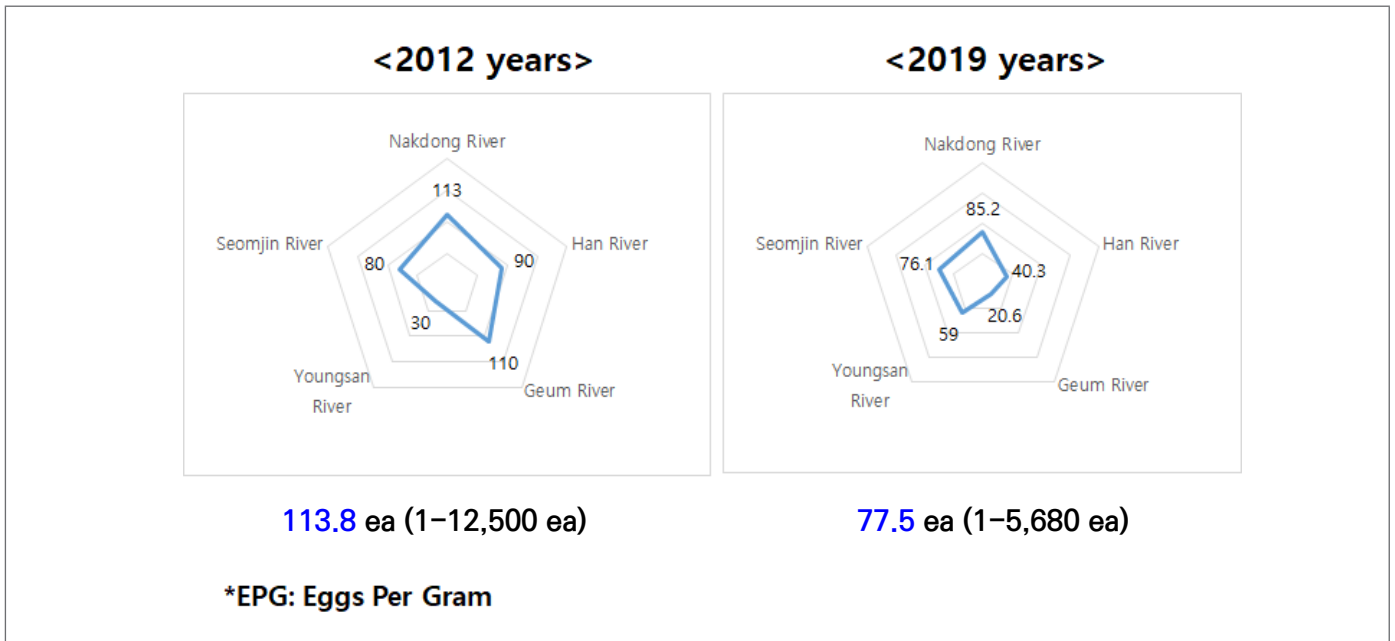 <2012 years>
Nakdong River
113
Seomjin River
Han River
80
90
30
110
Youngsan
River
Geum River
113.8 ea (1-12,500 ea)
<2019 years>
Nakdong River
85.2
Seomjin River
Han River
76.1
40.3
20.6
59
Youngsan
River
Geum River
77.5 ea (1-5,680 ea)
*EPG: Eggs Per Gram